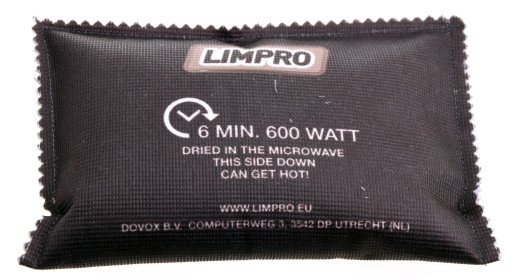 LIMPRO
6 MIN. 600 WATT
DRIED IN THE MICROWAVE
THIS SIDE DOWN
CAN GET HOT!
WWW.LIMPRO.EU
DOVOX B.V. COMPUTERWEG 3, 3542 DP UTRECHT (NL)